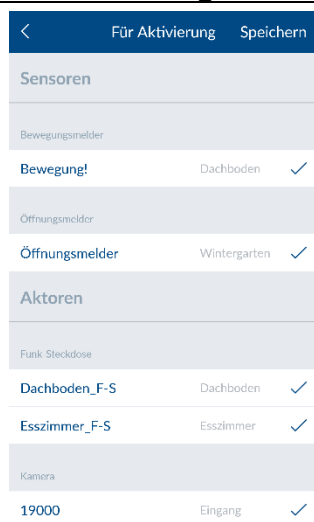 Für Aktivierung Speichern
Sensoren
Bewegungsmelder
Bewegung! Dachboden
Öffnungsmelder
Öffnungsmelder Wintergarten
Aktoren
Funk Steckdose
Dachboden_F-S Dachboden
Esszimmer_F-S Esszimmer
Kamera
19000 Eingang